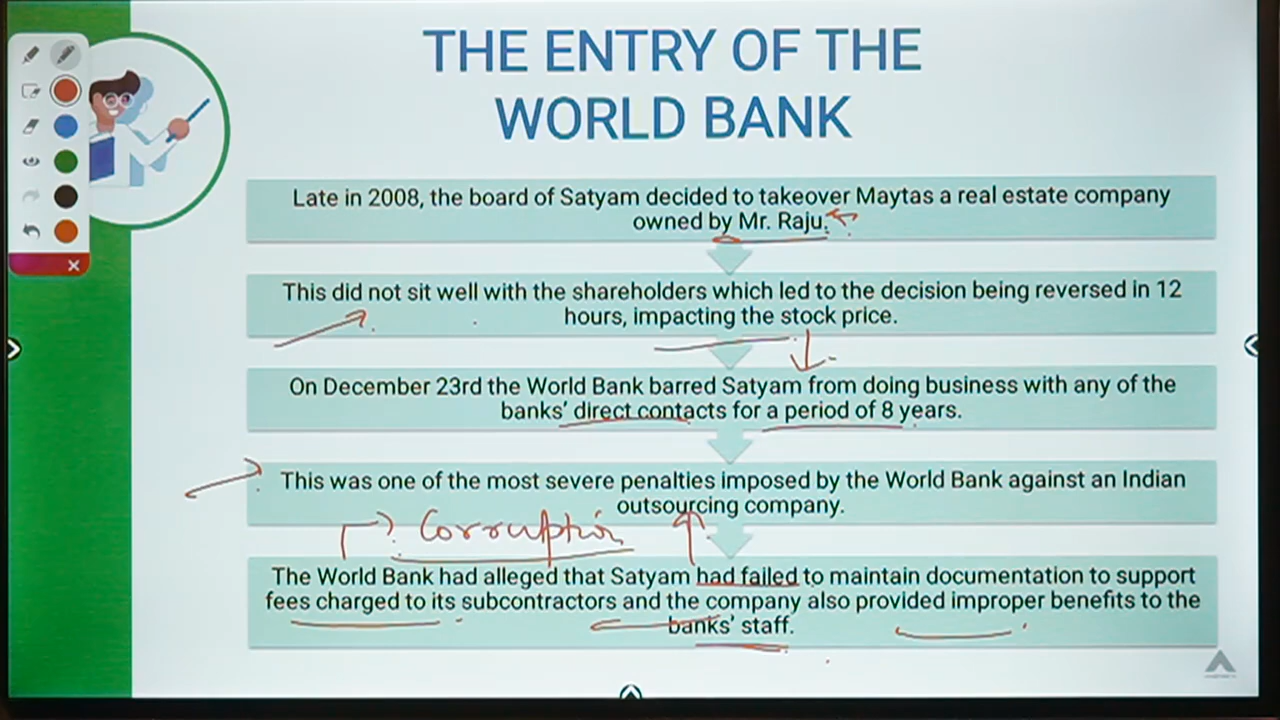 THE ENTRY OF THE
WORLD BANK
Late in 2008, the board of Satyam decided to takeover Maytas a real estate company
owned by Mr. Raju.
This did not sit well with the shareholders which led to the decision being reversed in 12
hours, impacting the stock price.
On December 23rd the World Bank barred Satyam from doing business with any of the
banks' direct contacts for a period of 8 years.
This was one of the most severe penalties imposed by the World Bank against an Indian
outsourcing company.
Corruption
The World Bank had alleged that Satyam had failed to maintain documentation to support
fees charged to its subcontractors and the company also provided improper benefits to the
banks' staff.